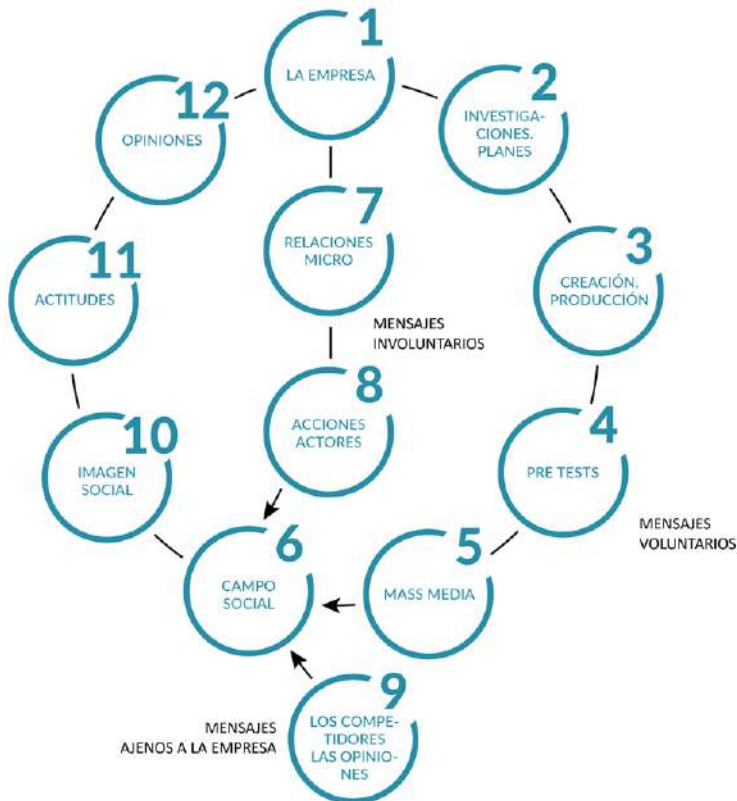 1
LA EMPRESA
2
INVESTIGA-
CIONES.
PLANES
3
CREACIÓN.
PRODUCCIÓN
4
PRE TESTS
MENSAJES
VOLUNTARIOS
5
MASS MEDIA
6
CAMPO
SOCIAL
7
RELACIONES
MICRO
MENSAJES
INVOLUNTARIOS
8
ACCIONES
ACTORES
9
LOS COMPE-
TIDORES
LAS OPINIO-
NES
MENSAJES
AJENOS A LA EMPRESA
10
IMAGEN
SOCIAL
11
ACTITUDES
12
OPINIONES